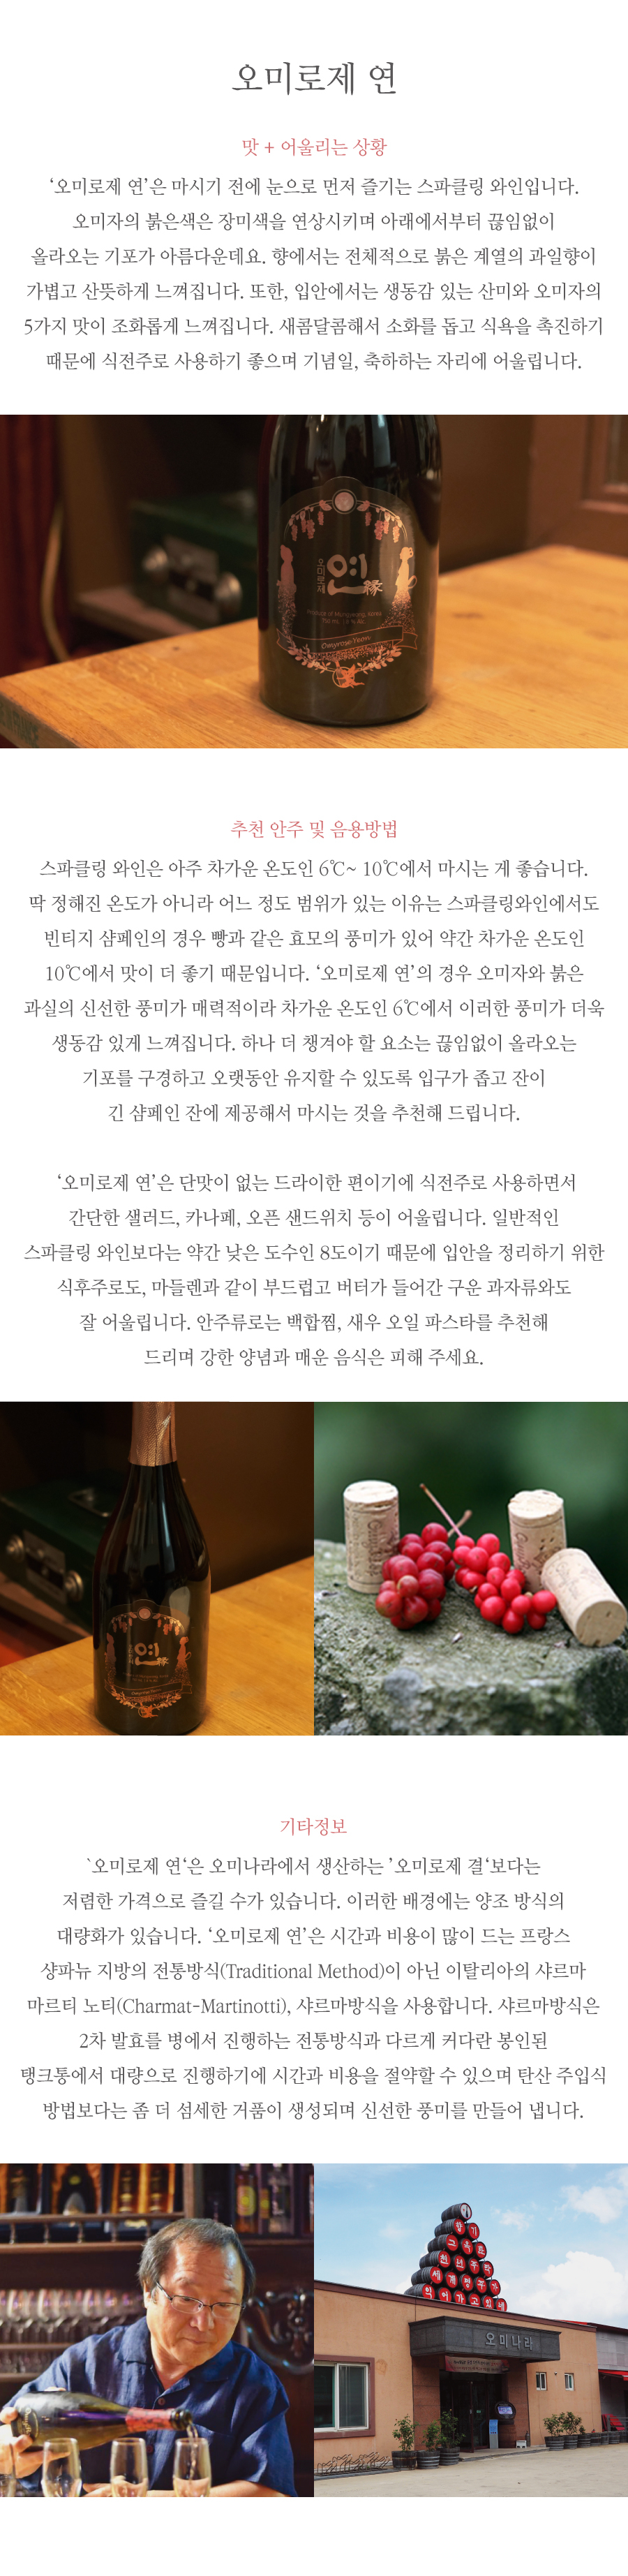 오미로제 연
맛 + 어울리는 상황
‘오미로제 연’은 마시기 전에 눈으로 먼저 즐기는 스파클링 와인입니다.
오미자의 붉은색은 장미색을 연상시키며 아래에서부터 끊임없이
올라오는 기포가 아름다운데요. 향에서는 전체적으로 붉은 계열의 과일향이
가볍고 산뜻하게 느껴집니다. 또한, 입안에서는 생동감 있는 산미와 오미자의
5가지 맛이 조화롭게 느껴집니다. 새콤달콤해서 소화를 돕고 식욕을 촉진하기
때문에 식전주로 사용하기 좋으며 기념일, 축하하는 자리에 어울립니다.
오미로제
연
緣
Produce of Mungyeong, Korea
750 ml
Omyrose Yeon
추천 안주 및 음용방법
스파클링 와인은 아주 차가운 온도인 6℃~ 10℃에서 마시는 게 좋습니다.
딱 정해진 온도가 아니라 어느 정도 범위가 있는 이유는 스파클링와인에서도
빈티지 샴페인의 경우 빵과 같은 효모의 풍미가 있어 약간 차가운 온도인
10℃에서 맛이 더 좋기 때문입니다. ‘오미로제 연’의 경우 오미자와 붉은
과실의 신선한 풍미가 매력적이라 차가운 온도인 6℃에서 이러한 풍미가 더욱
생동감 있게 느껴집니다. 하나 더 챙겨야 할 요소는 끊임없이 올라오는
기포를 구경하고 오랫동안 유지할 수 있도록 입구가 좁고 잔이
긴 샴페인 잔에 제공해서 마시는 것을 추천해 드립니다.
‘오미로제 연’은 단맛이 없는 드라이한 편이기에 식전주로 사용하면서
간단한 샐러드, 카나페, 오픈 샌드위치 등이 어울립니다. 일반적인
스파클링 와인보다는 약간 낮은 도수인 8도이기 때문에 입안을 정리하기 위한
식후주로도, 마들렌과 같이 부드럽고 버터가 들어간 구운 과자류와도
잘 어울립니다. 안주류로는 백합찜, 새우 오일 파스타를 추천해
드리며 강한 양념과 매운 음식은 피해 주세요.
연
緣
기타정보
`오미로제 연‘은 오미나라에서 생산하는 ’오미로제 결‘보다는
저렴한 가격으로 즐길 수가 있습니다. 이러한 배경에는 양조 방식의
대량화가 있습니다. ‘오미로제 연’은 시간과 비용이 많이 드는 프랑스
샹파뉴 지방의 전통방식(Traditional Method)이 아닌 이탈리아의 샤르마
마르티 노티(Charmat-Martinotti), 샤르마방식을 사용합니다. 샤르마방식은
2차 발효를 병에서 진행하는 전통방식과 다르게 커다란 봉인된
탱크통에서 대량으로 진행하기에 시간과 비용을 절약할 수 있으며 탄산 주입식
방법보다는 좀 더 섬세한 거품이 생성되며 신선한 풍미를 만들어 냅니다.
오미나라